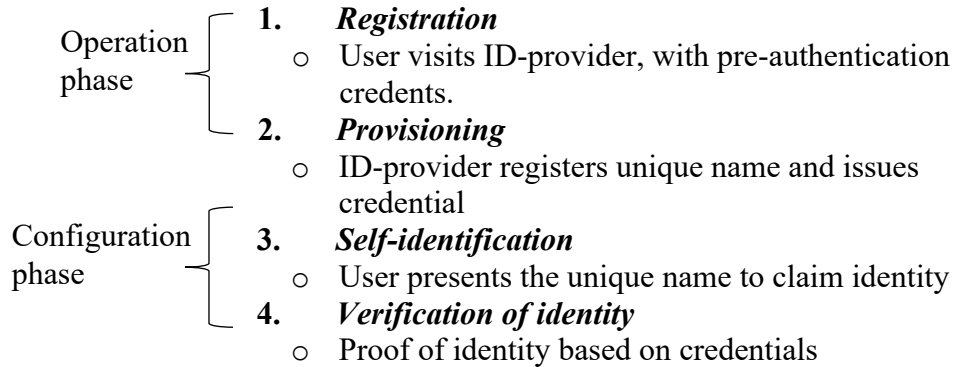 Operation
phase
1. Registration
o User visits ID-provider, with pre-authentication
credents.
2. Provisioning
o ID-provider registers unique name and issues
credential
Configuration
phase
3. Self-identification
o User presents the unique name to claim identity
4. Verification of identity
o Proof of identity based on credentials